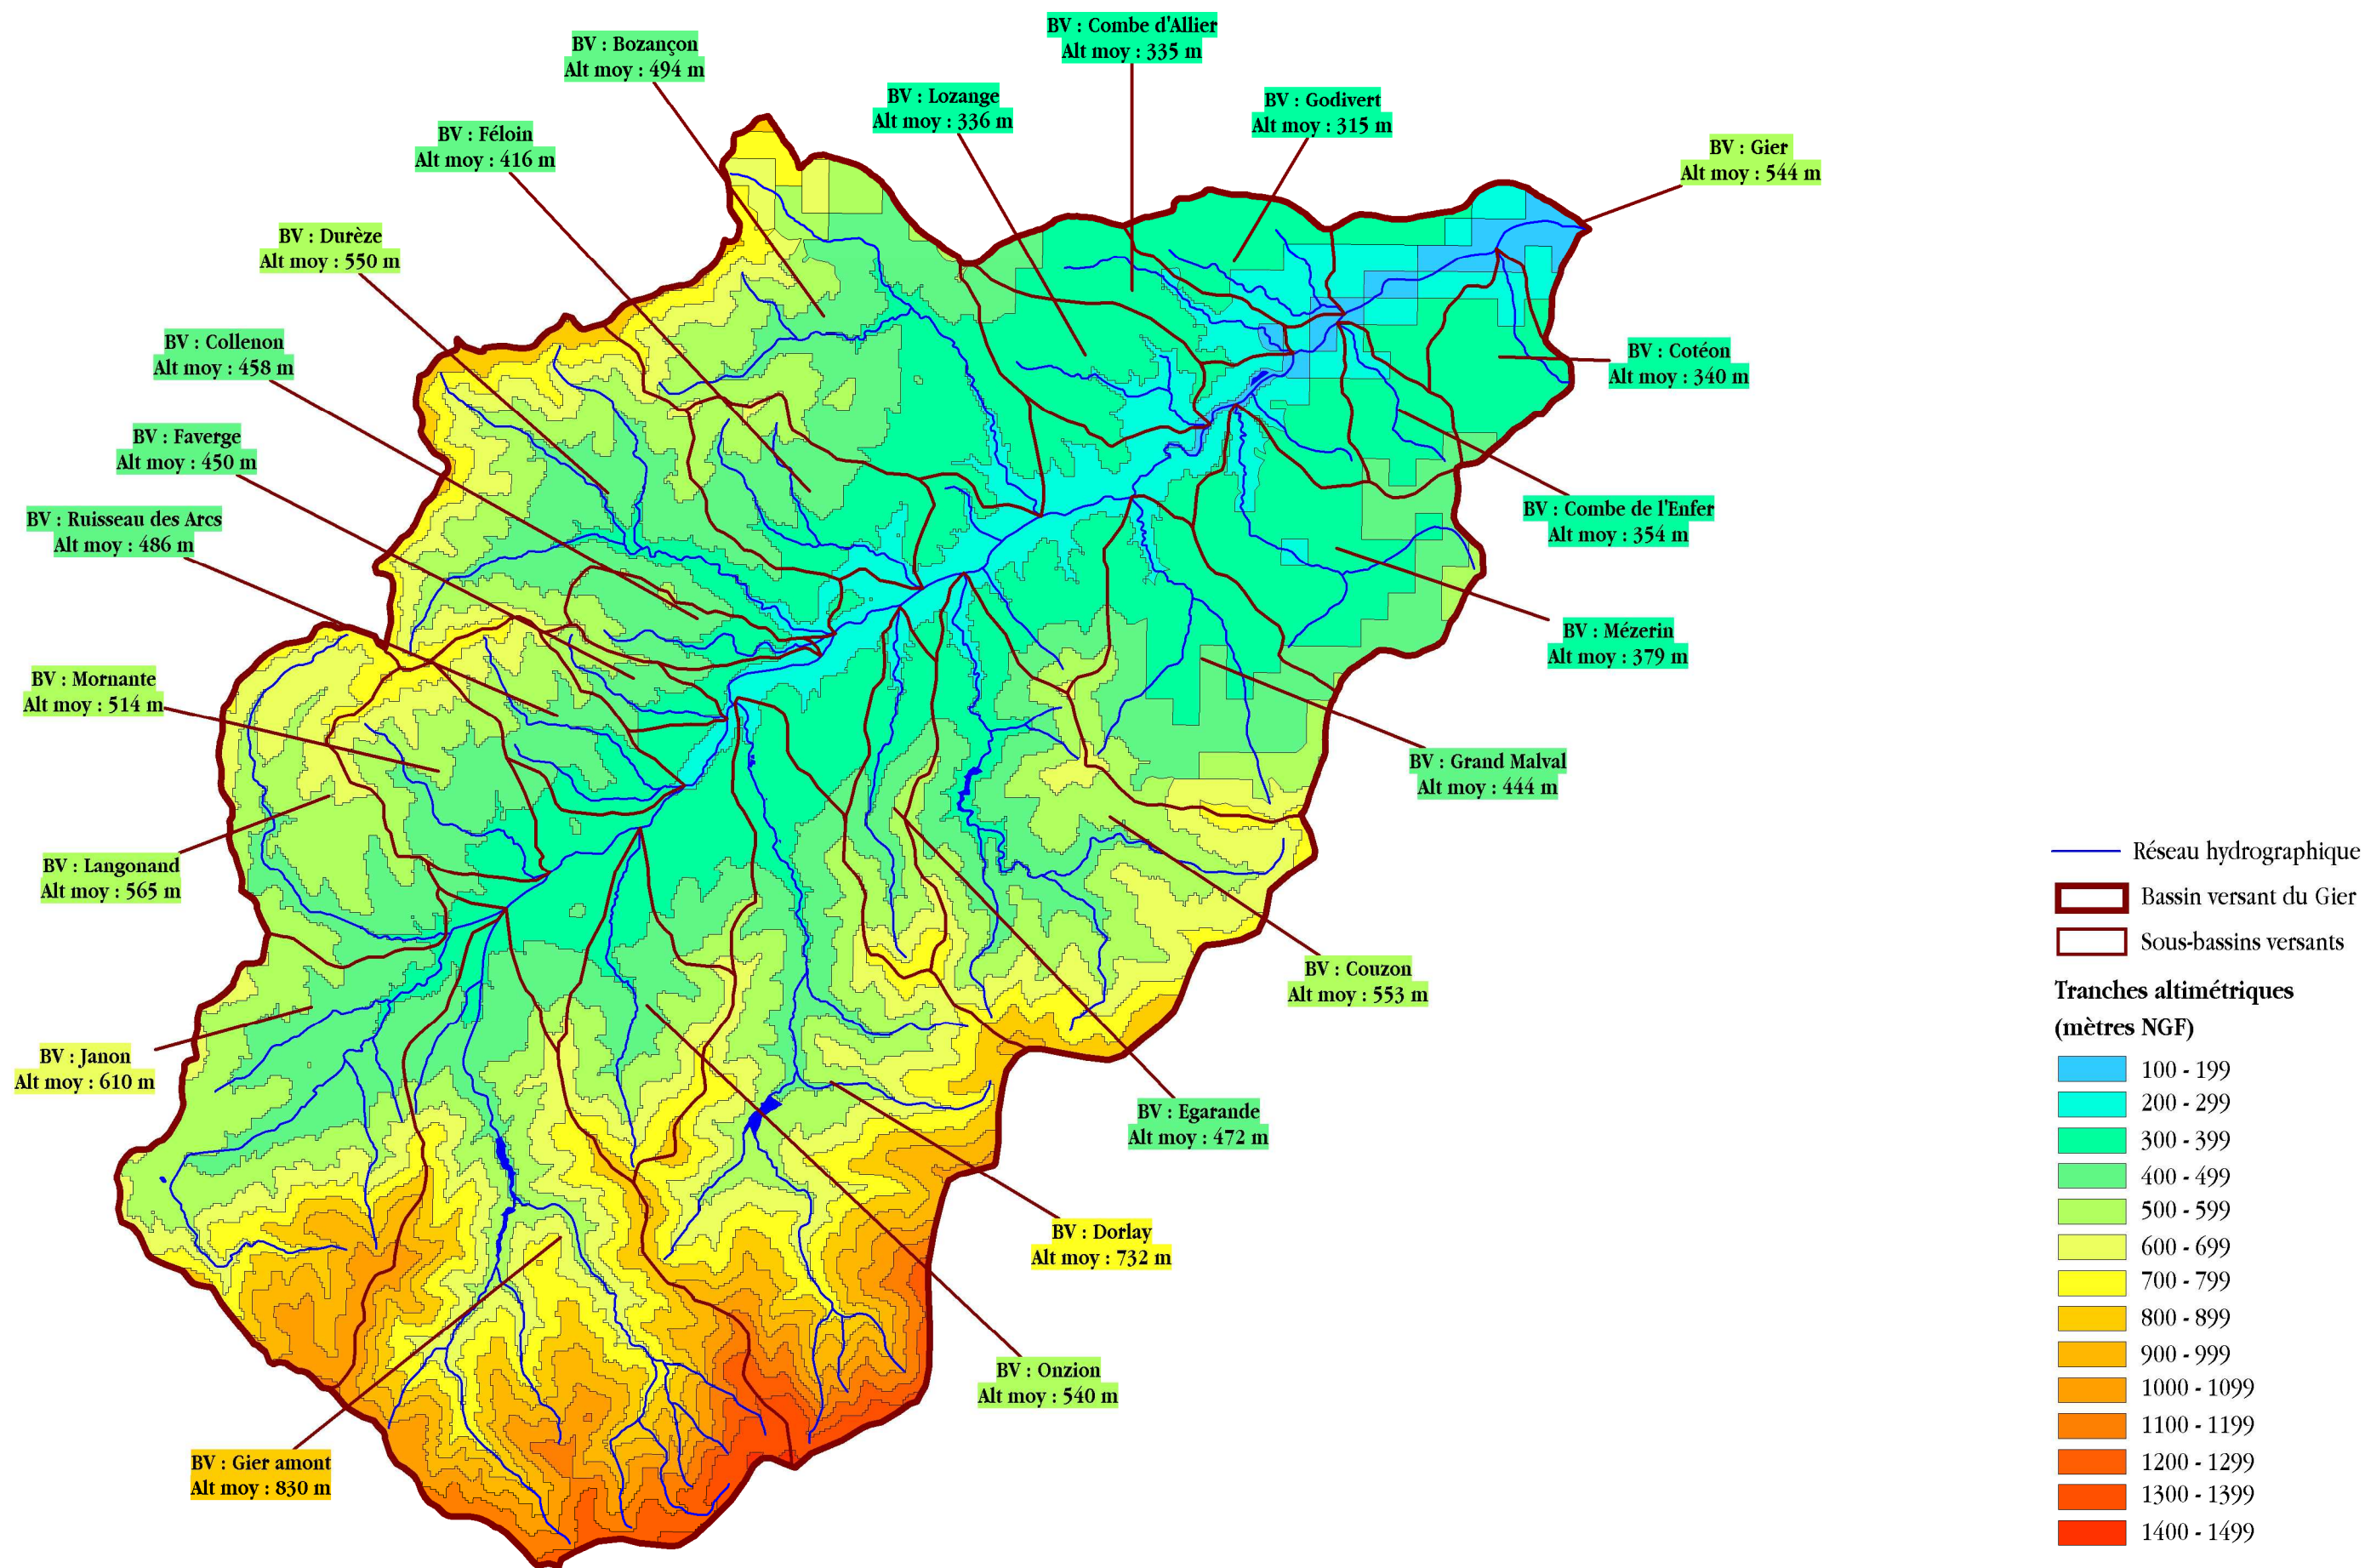 BV : Combe d'Allier
Alt moy : 335 m
BV : Bozançon
Alt moy : 494 m
BV : Lozange
Alt moy : 336 m
BV : Godivert
Alt moy : 315 m
BV : Féloin
Alt moy : 416 m
BV : Gier
Alt moy : 544 m
BV : Durèze
Alt moy : 550 m
BV : Collenon
Alt moy : 458 m
BV : Cotéon
Alt moy : 340 m
BV : Faverge
Alt moy : 450 m
BV : Ruisseau des Arcs
Alt moy : 486 m
BV : Combe de l'Enfer
Alt moy : 354 m
BV : Mézerin
Alt moy : 379 m
BV : Mornante
Alt moy : 514 m
BV : Grand Malval
Alt moy : 444 m
BV : Langonand
Alt moy : 565 m
BV : Couzon
Alt moy : 553 m
BV : Janon
Alt moy : 610 m
BV : Egarande
Alt moy : 472 m
BV : Dorlay
Alt moy : 732 m
BV : Onzion
Alt moy : 540 m
BV : Gier amont
Alt moy : 830 m
Réseau hydrographique
Bassin versant du Gier
Sous-bassins versants
Tranches altimétriques
(mètres NGF)
100 - 199
200 - 299
300 - 399
400 - 499
500 - 599
600 - 699
700 - 799
800 - 899
900 - 999
1000 - 1099
1100 - 1199
1200 - 1299
1300 - 1399
1400 - 1499